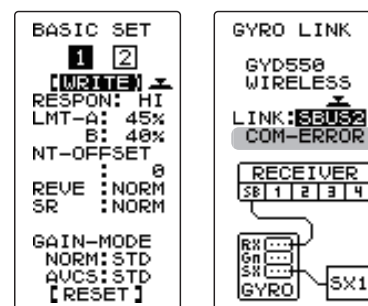 BASIC SET
1 2
[WRITE]
RESPON: HI
LMT-A: 45%
B: 40%
NT-OFFSET
: 0
REVE :NORM
SR :NORM
GAIN-MODE
NORM:STD
AVCS:STD
[RESET]
GYRO LINK
GYD550
WIRELESS
LINK:SBUS2
COM-ERROR
RECEIVER
SB 1 2 3 4
RX
Gn
SX
GYRO
SX1